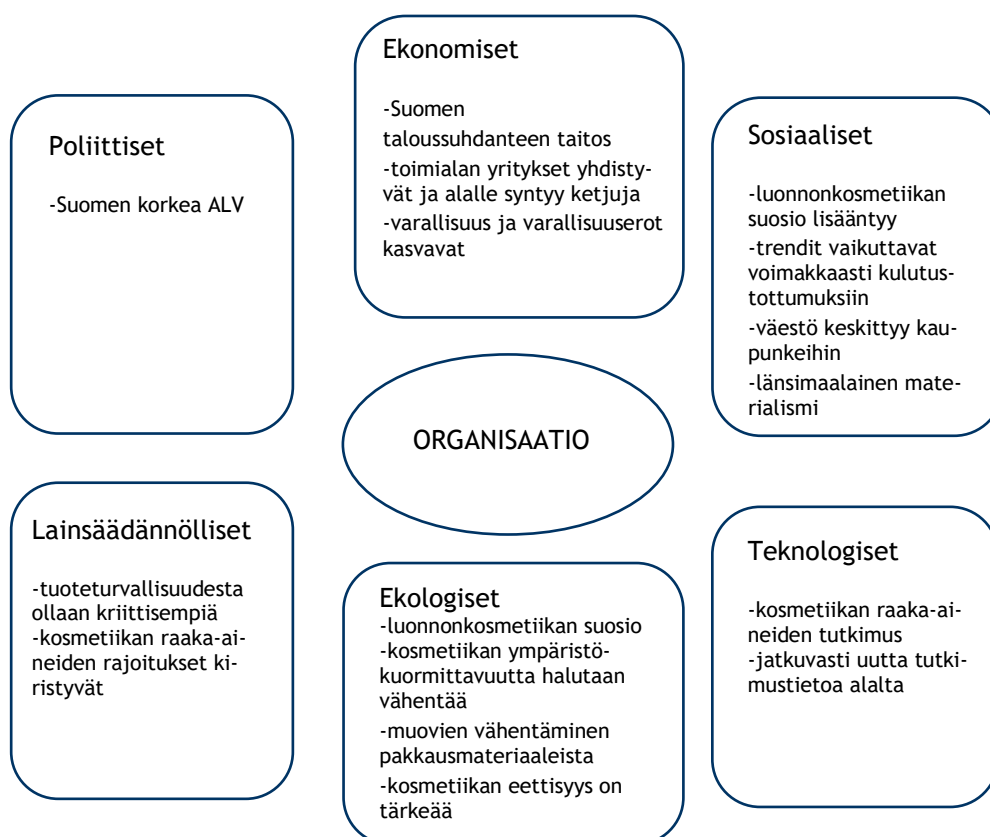 Ekonomiset
-Suomen
taloussuhdanteen taitos
-toimialan yritykset yhdisty-
vät ja alalle syntyy ketjuja
-varallisuus ja varallisuuserot
kasvavat
Poliittiset
-Suomen korkea ALV
Sosiaaliset
-luonnonkosmetiikan
suosio lisääntyy
-trendit vaikuttavat
voimakkaasti kulutus-
tottumuksiin
-väestö keskittyy kau-
punkeihin
-länsimaalainen mate-
rialismi
ORGANISAATIO
Lainsäädännölliset
-tuoteturvallisuudesta
ollaan kriittisempiä
-kosmetiikan raaka-ai-
neiden rajoitukset ki-
ristyvät
Ekologiset
-luonnonkosmetiikan suosio
-kosmetiikan ympäristö-
kuormittavuutta halutaan
vähentää
-muovien vähentäminen
pakkausmateriaaleista
-kosmetiikan eettisyys on
tärkeää
Teknologiset
-kosmetiikan raaka-ai-
neiden tutkimus
-jatkuvasti uutta tutki-
mustietoa alalta